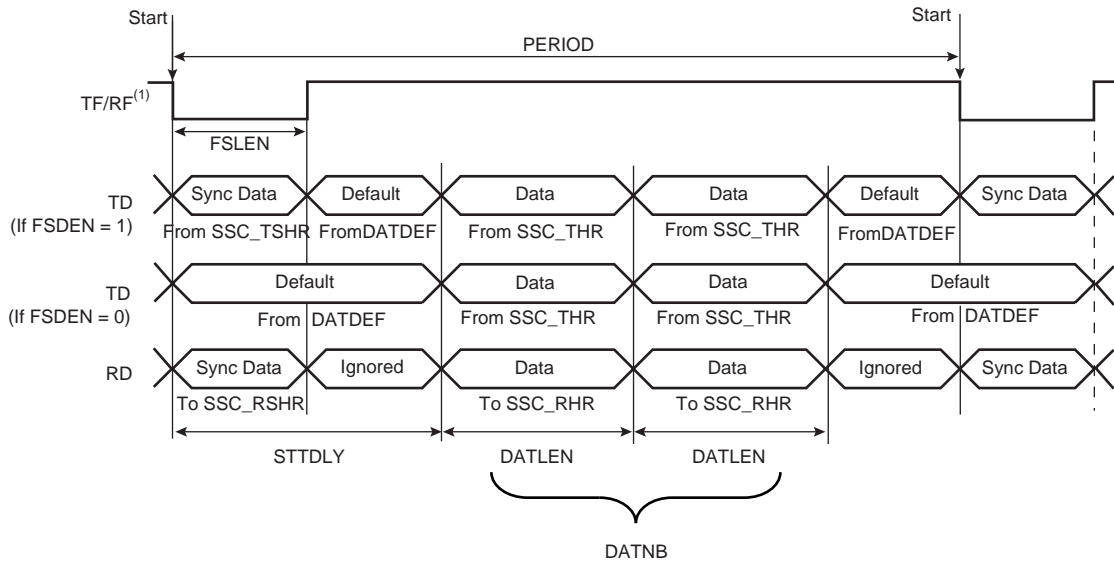 Start
Start
PERIOD
TF/RF(1)
FSLEN
TD
(If FSDEN = 1)
Sync Data
Default
Data
Data
Default
Sync Data
From SSC_TSHR
FromDATDEF
From SSC_THR
From SSC_THR
FromDATDEF
TD
(If FSDEN = 0)
Default
Data
Data
Default
From DATDEF
From SSC_THR
From SSC_THR
From DATDEF
RD
Sync Data
Ignored
Data
Data
Ignored
Sync Data
To SSC_RSHR
To SSC_RHR
To SSC_RHR
STTDLY
DATLEN
DATLEN
DATNB